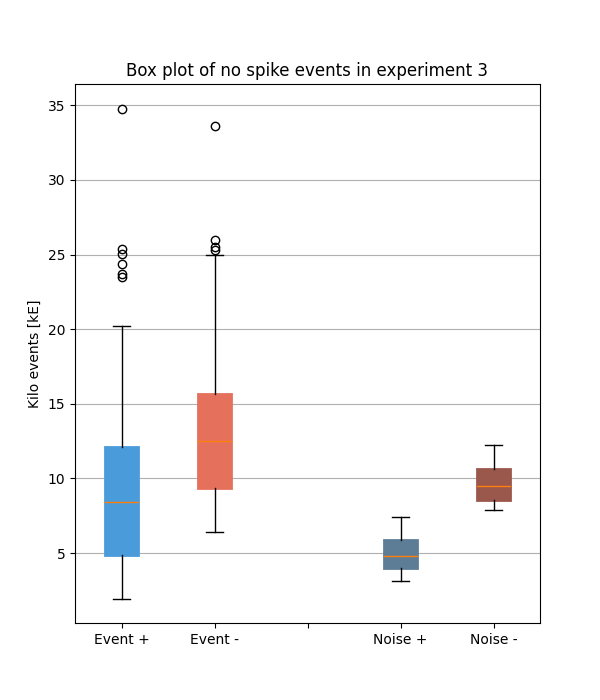 Box plot of no spike events in experiment 3
Kilo events [kE]
35
30
25
20
15
10
5
Event +
Event -
Noise +
Noise -